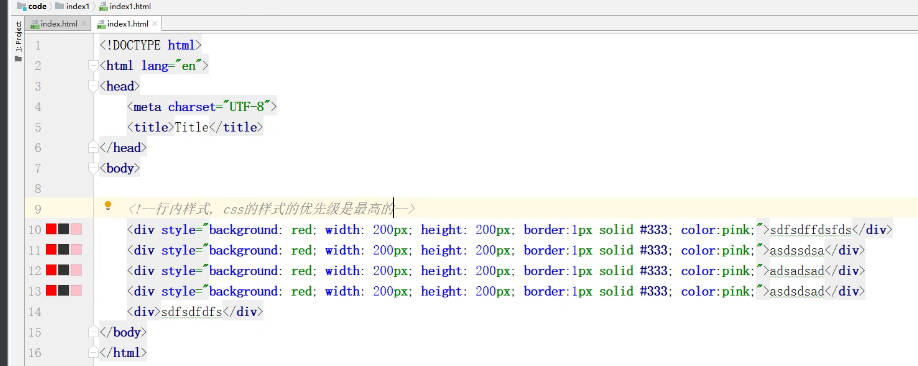 code index1 index1.html
index.html index1.html
1: Project
1 <!DOCTYPE html>
2 <html lang="en">
3 <head>
4 <meta charset="UTF-8">
5 <title>Title</title>
6 </head>
7 <body>
8
9 <!--行内样式, css的样式的优先级是最高的-->
10 <div style="background: red; width: 200px; height: 200px; border:1px solid #333; color:pink;">sdfsdffdsfds</div>
11 <div style="background: red; width: 200px; height: 200px; border:1px solid #333; color:pink;">asdssdsa</div>
12 <div style="background: red; width: 200px; height: 200px; border:1px solid #333; color:pink;">adsadsad</div>
13 <div style="background: red; width: 200px; height: 200px; border:1px solid #333; color:pink;">asdsdsad</div>
14 <div>sdfsdfdfs</div>
15 </body>
16 </html>